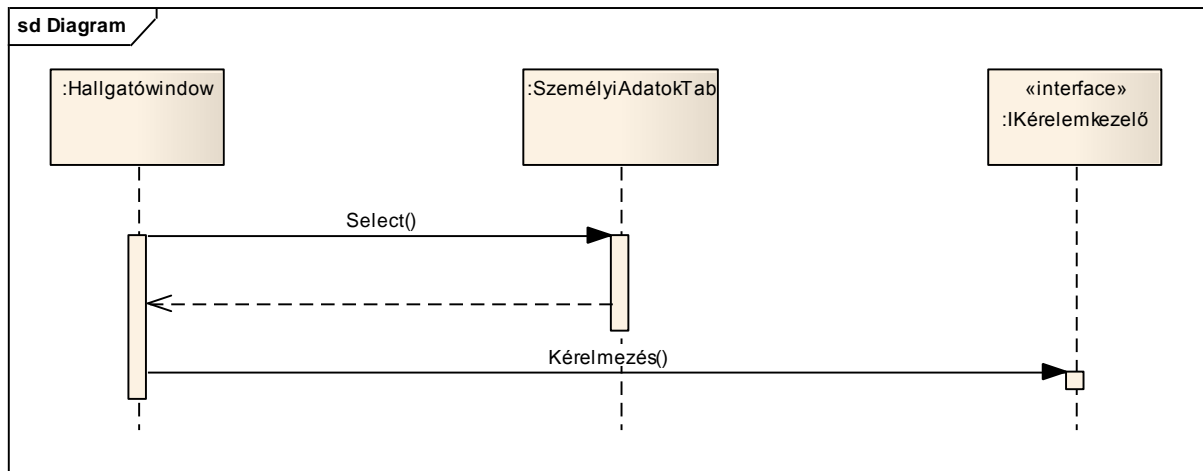 sd Diagram
:Hallgatówindow
:SzemélyiAdatokTab
«interface»
:IKérelemkezelő
Select()
Kérelmezés()